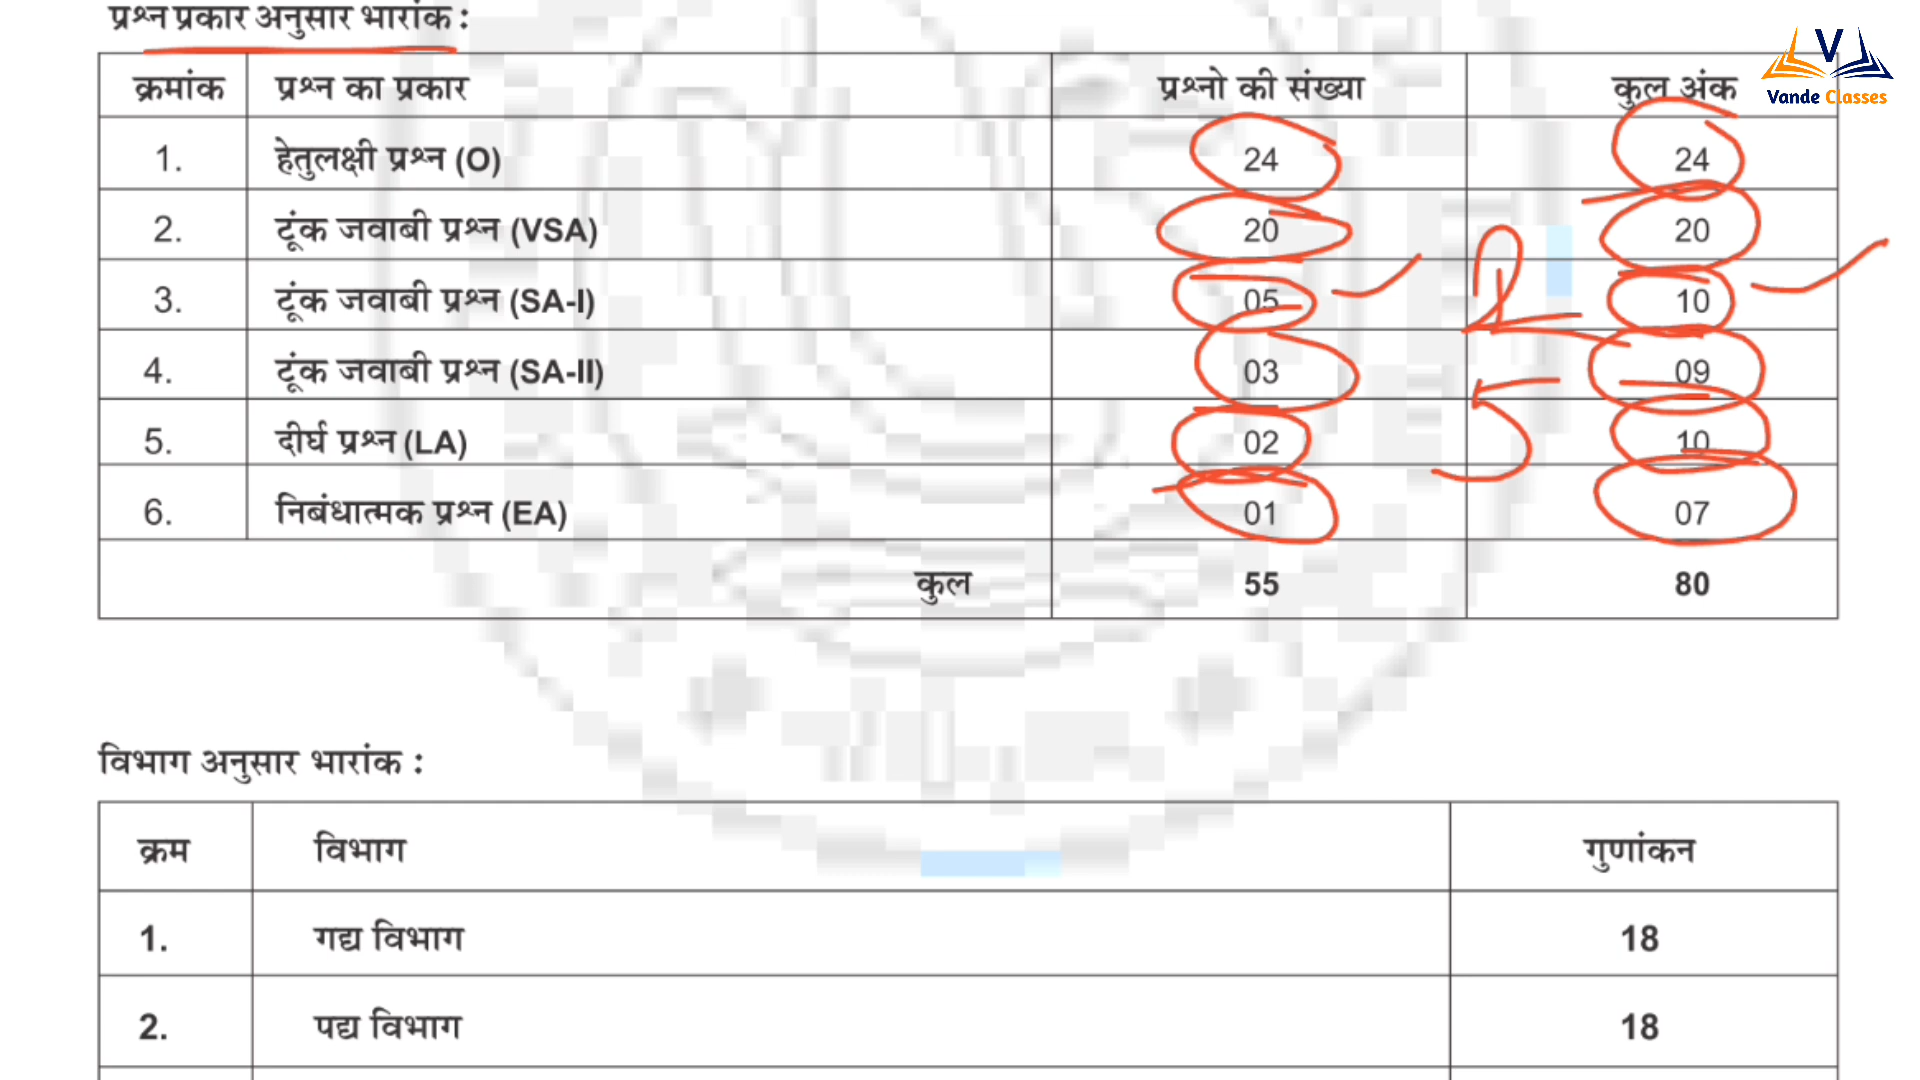 प्रश्न प्रकार अनुसार भारांक :
V
Vande Classes
क्रमांक प्रश्न का प्रकार प्रश्नो की संख्या कुल अंक
1. हेतुलक्षी प्रश्न (O) 24 24
2. टूंक जवाबी प्रश्न (VSA) 20 20
3. टूंक जवाबी प्रश्न (SA-I) 05 10
4. टूंक जवाबी प्रश्न (SA-II) 03 09
5. दीर्घ प्रश्न (LA) 02 10
6. निबंधात्मक प्रश्न (EA) 01 07
कुल 55 80
विभाग अनुसार भारांक :
क्रम विभाग गुणांकन
1. गद्य विभाग 18
2. पद्य विभाग 18